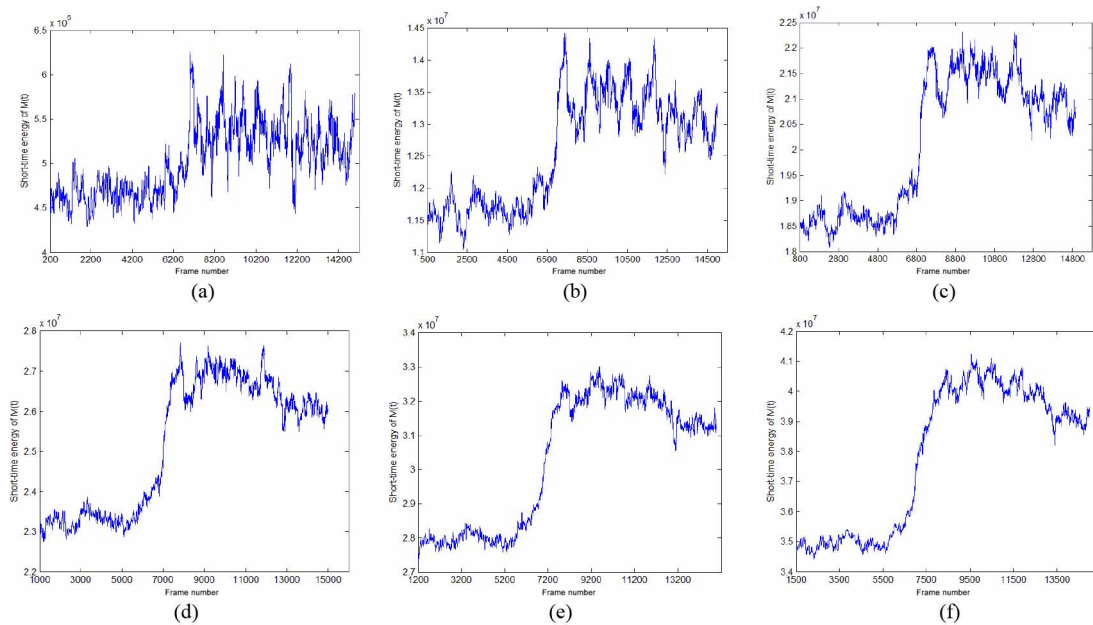 x 10^6
6.5
6
5.5
5
4.5
4
Short-time energy of M(t)
200 2200 4200 6200 8200 10200 12200 14200
Frame number
(a)
x 10^7
1.45
1.4
1.35
1.3
1.25
1.2
1.15
1.1
Short-time energy of M(t)
500 2500 4500 6500 8500 10500 12500 14500
Frame number
(b)
x 10^7
2.25
2.2
2.15
2.1
2.05
2
1.95
1.9
1.85
1.8
Short-time energy of M(t)
800 2800 4800 6800 8800 10800 12800 14800
Frame number
(c)
x 10^7
2.8
2.7
2.6
2.5
2.4
2.3
2.2
Short-time energy of M(t)
1000 3000 5000 7000 9000 11000 13000 15000
Frame number
(d)
x 10^7
3.4
3.3
3.2
3.1
3
2.9
2.8
2.7
Short-time energy of M(t)
1200 3200 5200 7200 9200 11200 13200
Frame number
(e)
x 10^7
4.2
4.1
4
3.9
3.8
3.7
3.6
3.5
3.4
Short-time energy of M(t)
1500 3500 5500 7500 9500 11500 13500
Frame number
(f)